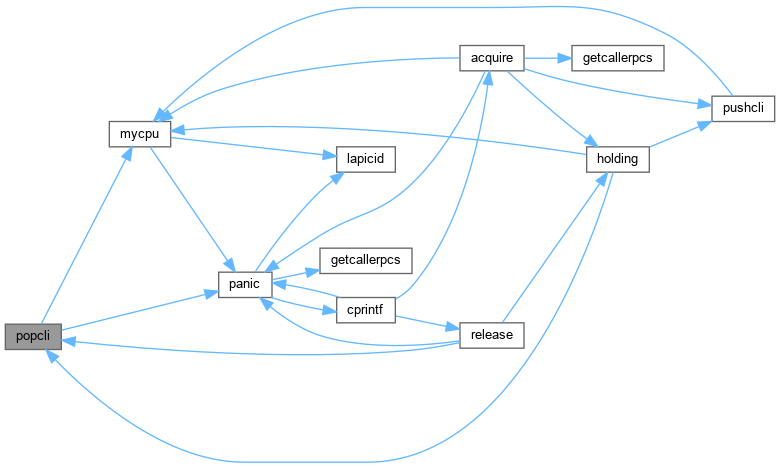 acquire
getcallerpcs
pushcli
mycpu
lapicid
holding
getcallerpcs
panic
cprintf
popcli
release